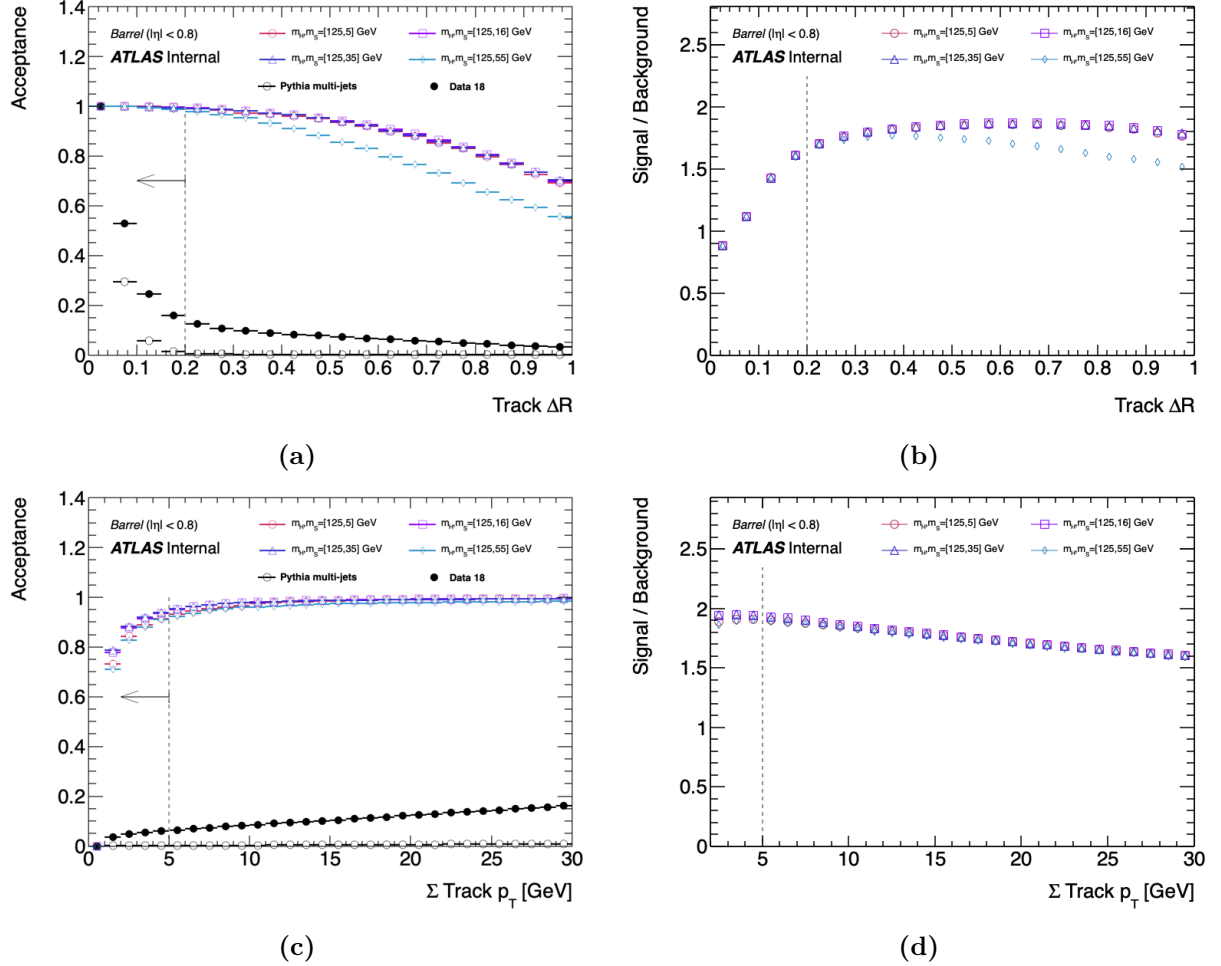 Acceptance
1.4
1.2
1
0.8
0.6
0.4
0.2
0
Barrel (|η| < 0.8)
ATLAS Internal
m_H,m_S=[125,5] GeV
m_H,m_S=[125,16] GeV
m_H,m_S=[125,35] GeV
m_H,m_S=[125,55] GeV
Pythia multi-jets
Data 18
0 0.1 0.2 0.3 0.4 0.5 0.6 0.7 0.8 0.9 1
Track ΔR
(a)
Signal / Background
2.5
2
1.5
1
0.5
0
Barrel (|η| < 0.8)
ATLAS Internal
m_H,m_S=[125,5] GeV
m_H,m_S=[125,16] GeV
m_H,m_S=[125,35] GeV
m_H,m_S=[125,55] GeV
0 0.1 0.2 0.3 0.4 0.5 0.6 0.7 0.8 0.9 1
Track ΔR
(b)
Acceptance
1.4
1.2
1
0.8
0.6
0.4
0.2
0
Barrel (|η| < 0.8)
ATLAS Internal
m_H,m_S=[125,5] GeV
m_H,m_S=[125,16] GeV
m_H,m_S=[125,35] GeV
m_H,m_S=[125,55] GeV
Pythia multi-jets
Data 18
0 5 10 15 20 25 30
Σ Track p_T [GeV]
(c)
Signal / Background
2.5
2
1.5
1
0.5
0
Barrel (|η| < 0.8)
ATLAS Internal
m_H,m_S=[125,5] GeV
m_H,m_S=[125,16] GeV
m_H,m_S=[125,35] GeV
m_H,m_S=[125,55] GeV
5 10 15 20 25 30
Σ Track p_T [GeV]
(d)